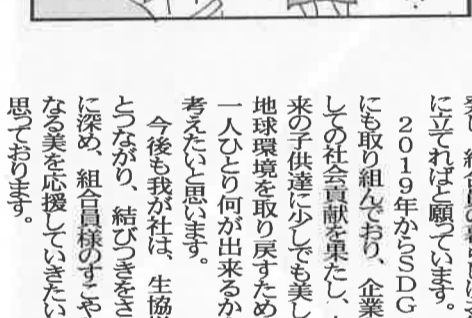 に立てればと願っています。
２０１９年からＳＤＧ
にも取り組んでおり、企業
しての社会貢献を果たし、
来の子供達に少しでも美し
地球環境を取り戻すため
一人ひとり何が出来るか
考えたいと思います。
今後も我が社は、生協
とつながり、結びつきをさ
に深め、組合員様のすこや
なる美を応援していきたい
思っております。